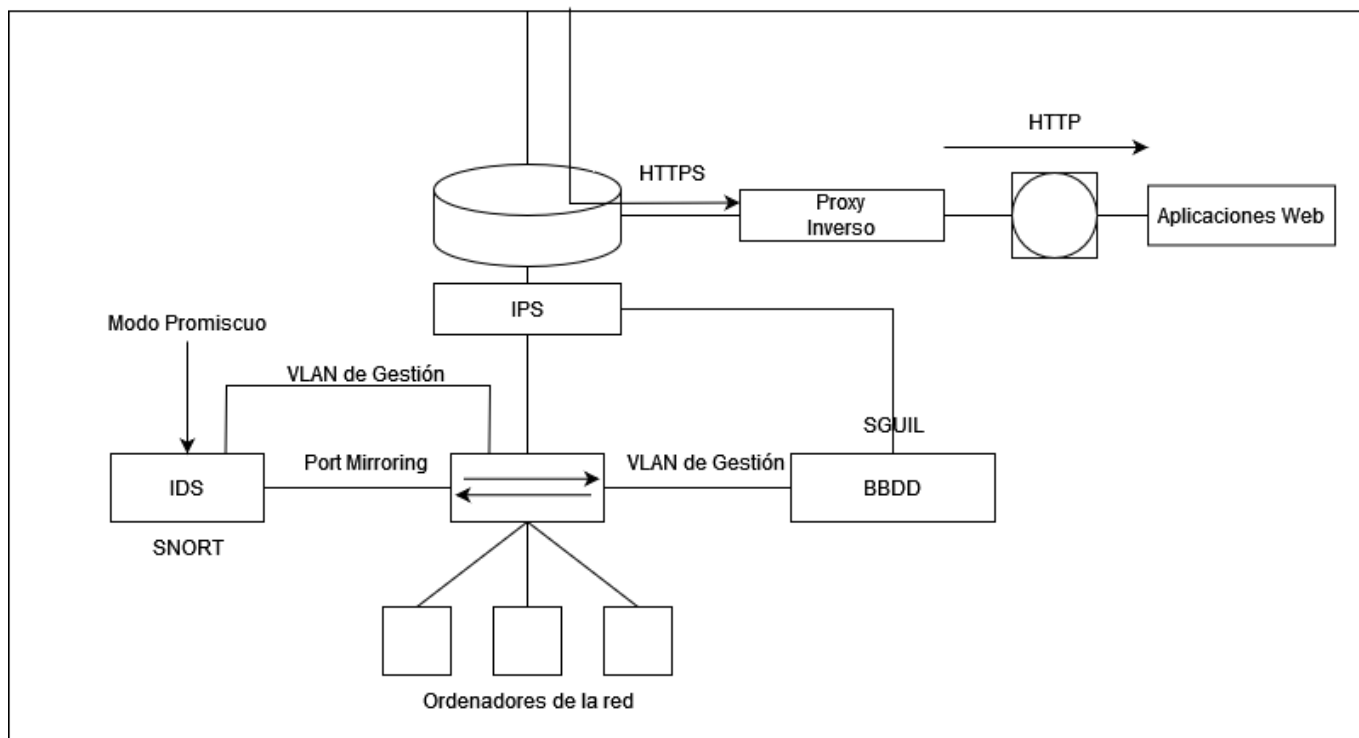 HTTP
HTTPS
Proxy
Inverso
Aplicaciones Web
IPS
Modo Promiscuo
VLAN de Gestión
SGUIL
Port Mirroring
VLAN de Gestión
IDS
BBDD
SNORT
Ordenadores de la red